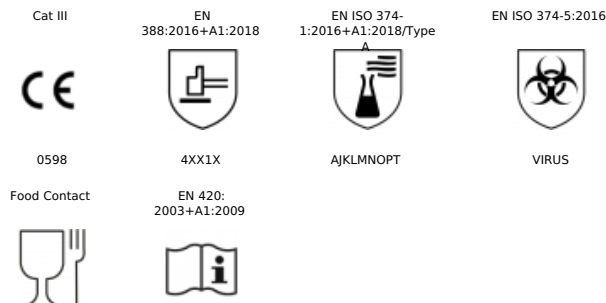 Cat III
EN
388:2016+A1:2018
EN ISO 374-
1:2016+A1:2018/Type
A
EN ISO 374-5:2016
CE
0598
4XX1X
AJKLMNOPT
VIRUS
Food Contact
EN 420:
2003+A1:2009
i